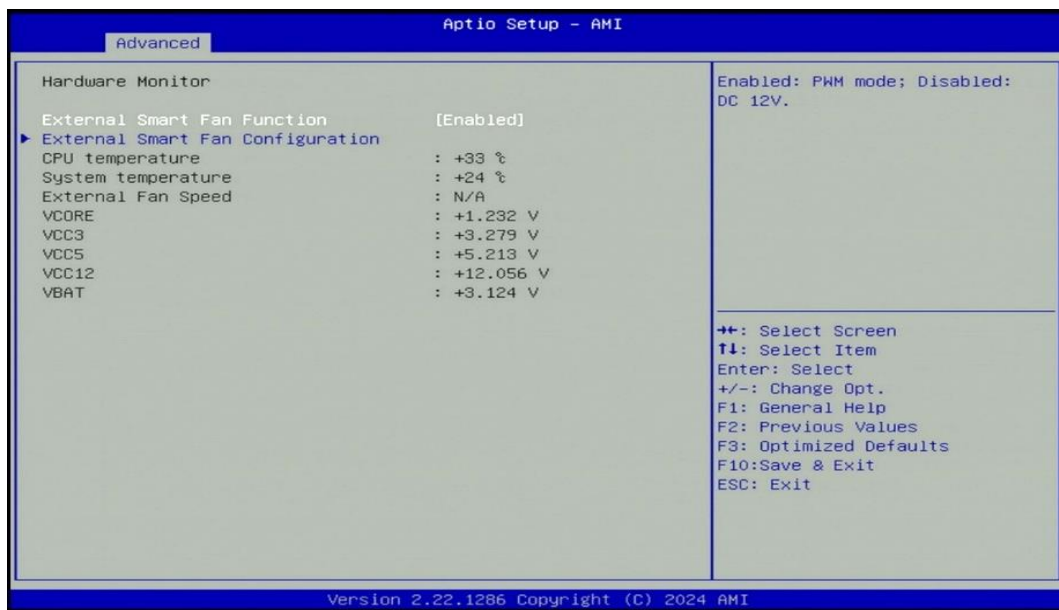 Aptio Setup – AMI
Advanced
Hardware Monitor
External Smart Fan Function [Enabled]
▶ External Smart Fan Configuration
CPU temperature : +33 ℃
System temperature : +24 ℃
External Fan Speed : N/A
VCORE : +1.232 V
VCC3 : +3.279 V
VCC5 : +5.213 V
VCC12 : +12.056 V
VBAT : +3.124 V
Enabled: PWM mode; Disabled:
DC 12V.
→←: Select Screen
↑↓: Select Item
Enter: Select
+/-: Change Opt.
F1: General Help
F2: Previous Values
F3: Optimized Defaults
F10:Save & Exit
ESC: Exit
Version 2.22.1286 Copyright (C) 2024 AMI